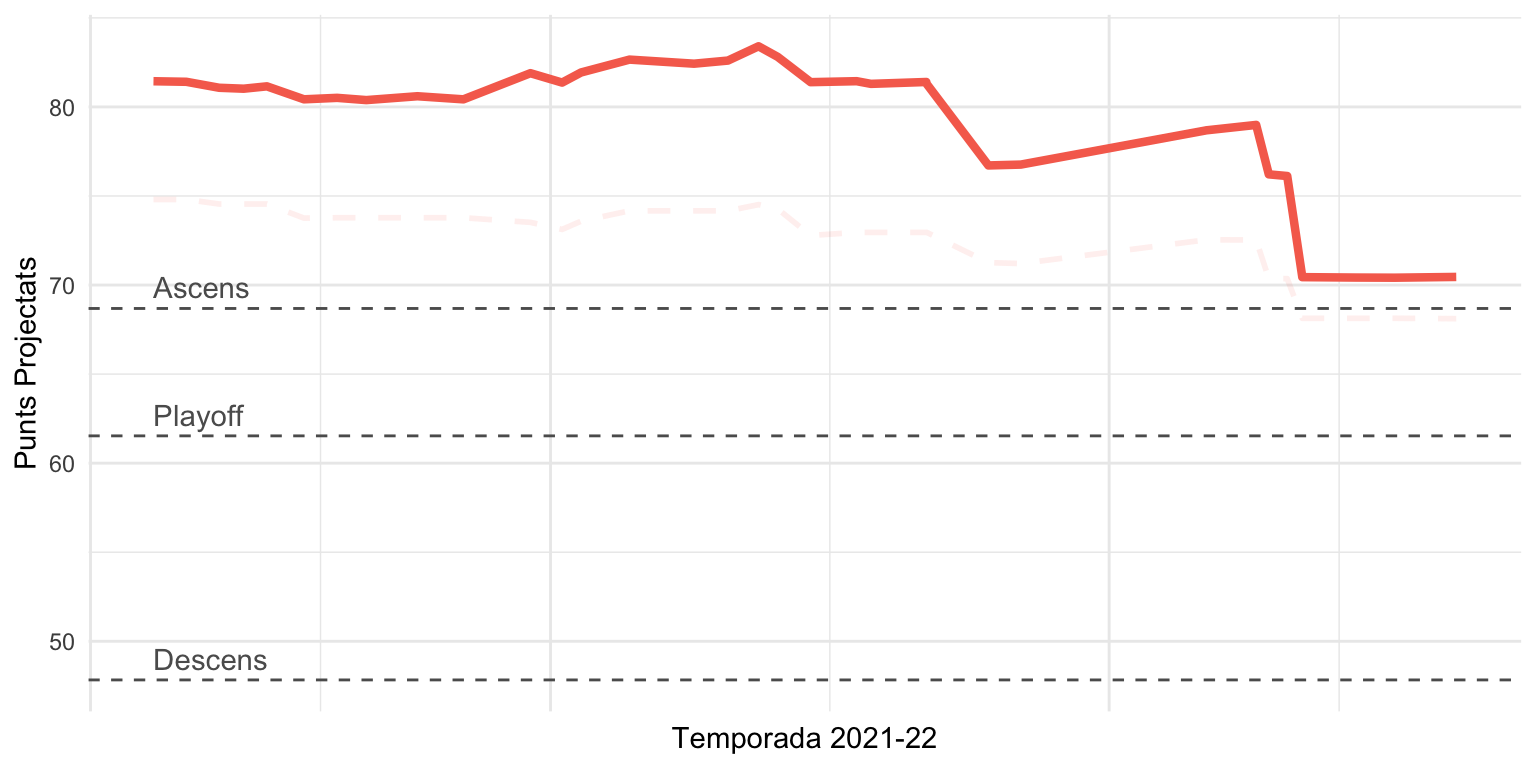 Punts Projectats
80
70
60
50
Ascens
Playoff
Descens
Temporada 2021-22